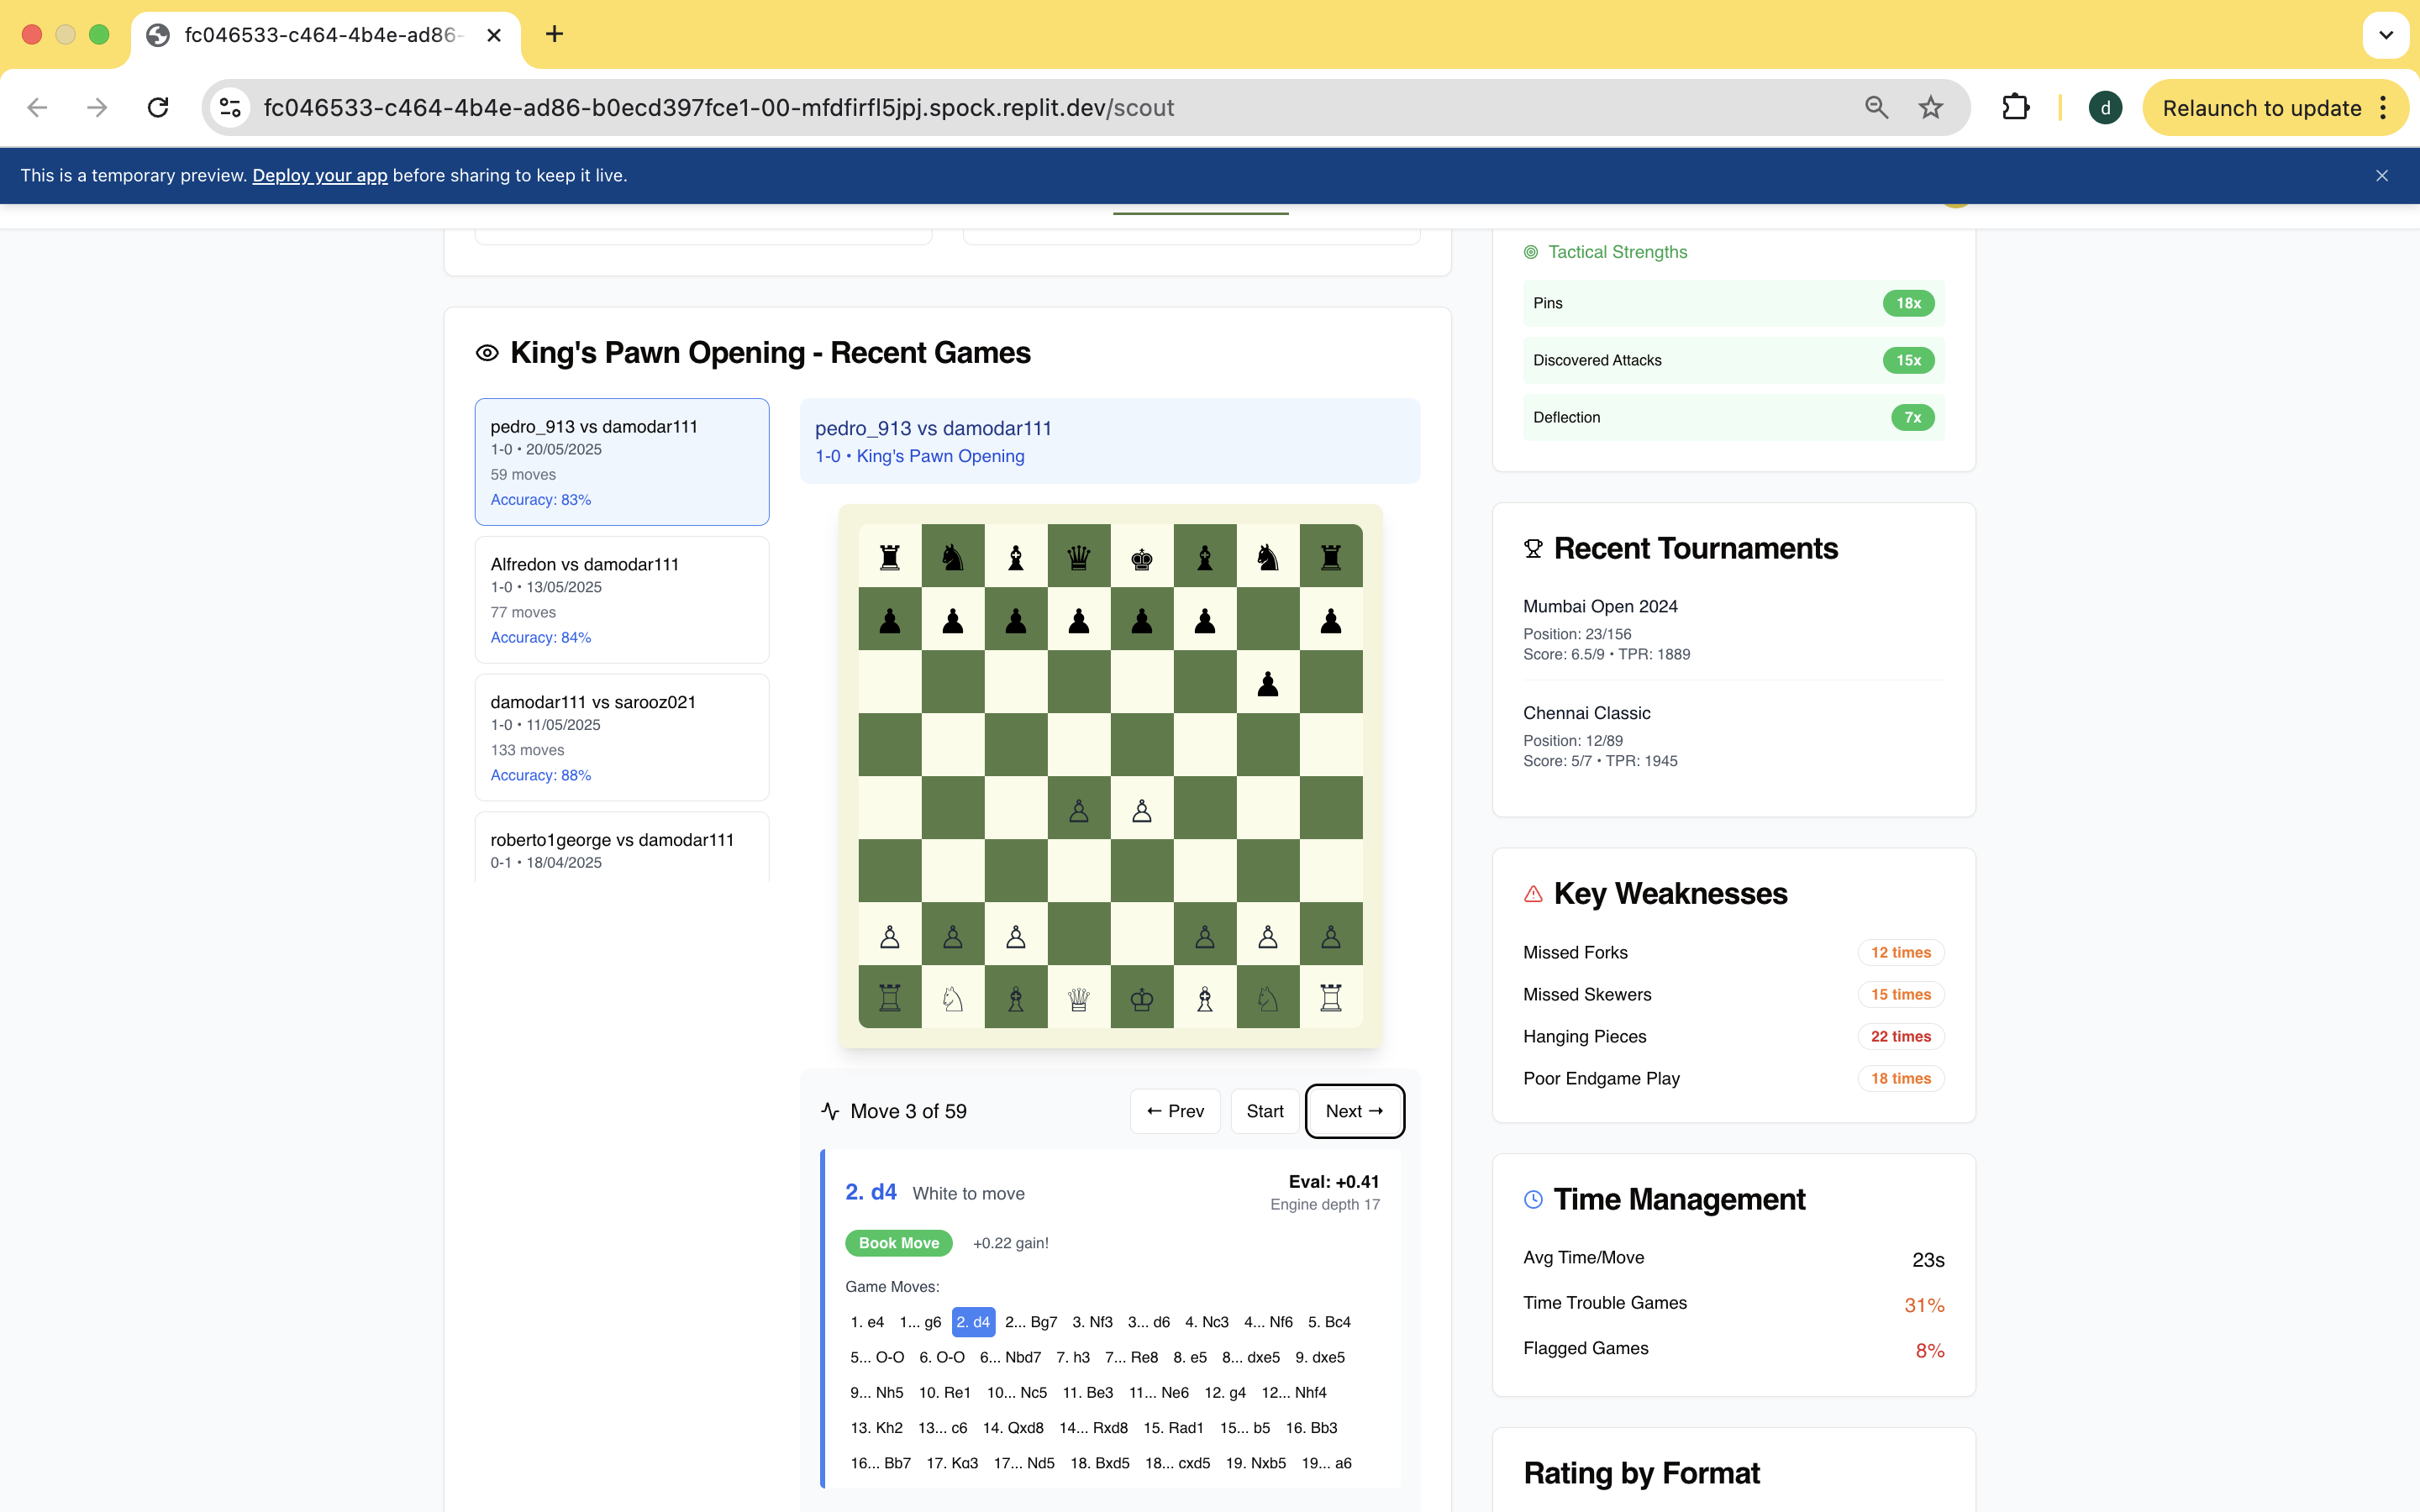 fc046533-c464-4b4e-ad86-
fc046533-c464-4b4e-ad86-b0ecd397fce1-00-mfdfirfl5jpj.spock.replit.dev/scout
d
Relaunch to update
This is a temporary preview. Deploy your app before sharing to keep it live.
King's Pawn Opening - Recent Games
pedro_913 vs damodar111
1-0 • 20/05/2025
59 moves
Accuracy: 83%
Alfredon vs damodar111
1-0 • 13/05/2025
77 moves
Accuracy: 84%
damodar111 vs sarooz021
1-0 • 11/05/2025
133 moves
Accuracy: 88%
roberto1george vs damodar111
0-1 • 18/04/2025
pedro_913 vs damodar111
1-0 • King's Pawn Opening
Move 3 of 59
← Prev
Start
Next →
2. d4 White to move
Eval: +0.41
Engine depth 17
Book Move +0.22 gain!
Game Moves:
1. e4 1... g6 2. d4 2... Bg7 3. Nf3 3... d6 4. Nc3 4... Nf6 5. Bc4
5... O-O 6. O-O 6... Nbd7 7. h3 7... Re8 8. e5 8... dxe5 9. dxe5
9... Nh5 10. Re1 10... Nc5 11. Be3 11... Ne6 12. g4 12... Nhf4
13. Kh2 13... c6 14. Qxd8 14... Rxd8 15. Rad1 15... b5 16. Bb3
16... Bb7 17. Kg3 17... Nd5 18. Bxd5 18... cxd5 19. Nxb5 19... a6
Tactical Strengths
Pins 18x
Discovered Attacks 15x
Deflection 7x
Recent Tournaments
Mumbai Open 2024
Position: 23/156
Score: 6.5/9 • TPR: 1889
Chennai Classic
Position: 12/89
Score: 5/7 • TPR: 1945
Key Weaknesses
Missed Forks 12 times
Missed Skewers 15 times
Hanging Pieces 22 times
Poor Endgame Play 18 times
Time Management
Avg Time/Move 23s
Time Trouble Games 31%
Flagged Games 8%
Rating by Format